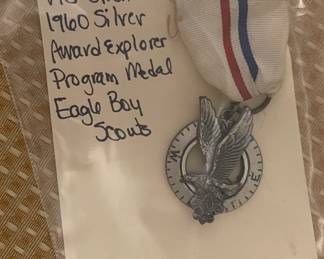 1960 Silver
Award Explorer
Program Medal
Eagle Boy
Scouts
E